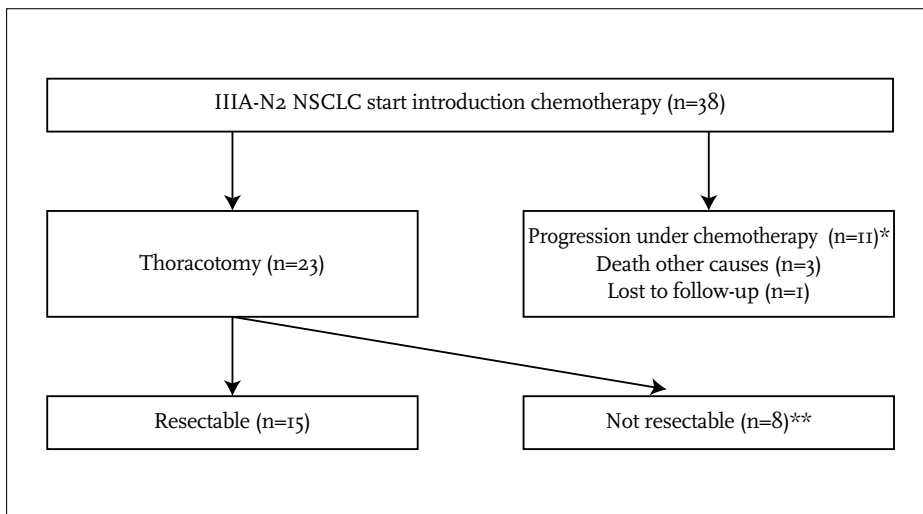 IIIA-N2 NSCLC start introduction chemotherapy (n=38)
Thoracotomy (n=23)
Progression under chemotherapy (n=11)*
Death other causes (n=3)
Lost to follow-up (n=1)
Resectable (n=15)
Not resectable (n=8)**